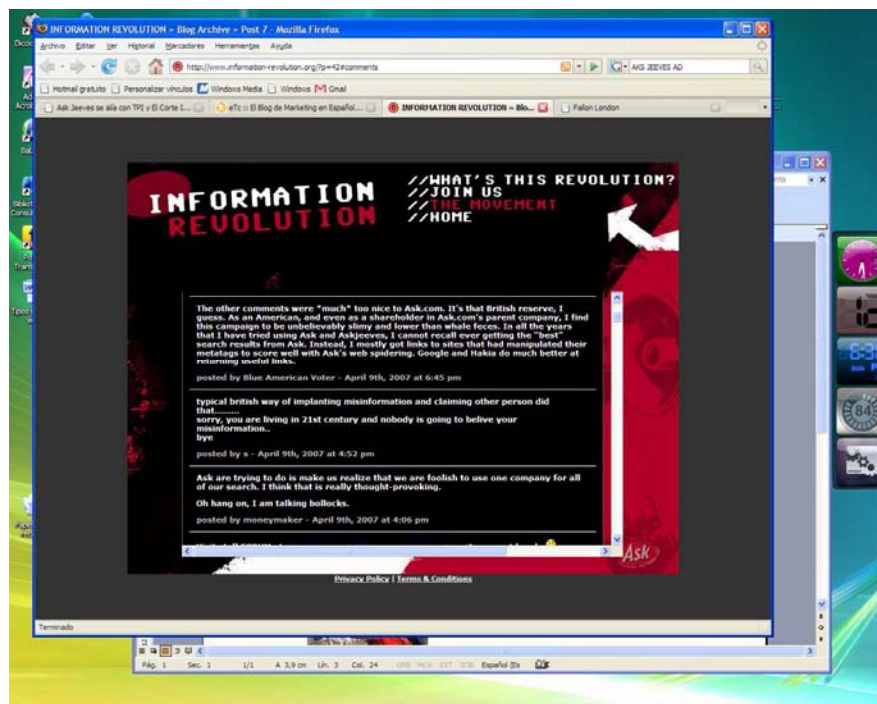 INFORMATION REVOLUTION » Blog Archive » Post 7 - Mozilla Firefox
Archivo Editar Ver Historial Marcadores Herramientas Ayuda
http://www.information-revolution.org/?p=42#comments
AKS JEEVES AD
Hotmail gratuito Personalizar vínculos Windows Media Windows Gmail
Ask Jeeves se alía con TPI y El Corte I...
eTc :: El Blog de Marketing en Español...
INFORMATION REVOLUTION » Blo...
Fallon London
INFORMATION
REVOLUTION
//WHAT'S THIS REVOLUTION?
//JOIN US
//THE MOVEMENT
//HOME
The other comments were *much* too nice to Ask.com. It's that British reserve, I
guess. As an American, and even as a shareholder in Ask.com's parent company, I find
this campaign to be unbelievably slimy and lower than whale feces. In all the years
that I have tried using Ask and Askjeeves, I cannot recall ever getting the "best"
search results from Ask. Instead, I mostly got links to sites that had manipulated their
metatags to score well with Ask's web spidering. Google and Hakia do much better at
returning useful links.
posted by Blue American Voter - April 9th, 2007 at 6:45 pm
typical british way of implanting misinformation and claiming other person did
that.........
sorry, you are living in 21st century and nobody is going to belive your
misinformation..
bye
posted by s - April 9th, 2007 at 4:52 pm
Ask are trying to do is make us realize that we are foolish to use one company for all
of our search. I think that is really thought-provoking.
Oh hang on, I am talking bollocks.
posted by moneymaker - April 9th, 2007 at 4:06 pm
Ask
Privacy Policy | Terms & Conditions
Terminado
Pág. 1 Sec. 1 1/1 A 3,9 cm Lín. 3 Col. 24 GRB MCA EXT SOB Español (Es
84